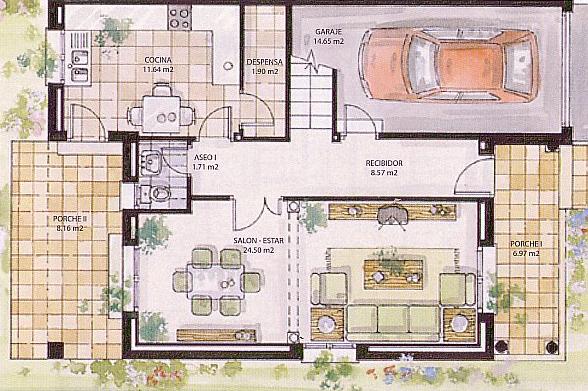 GARAJE
14.65 m2
COCINA
11.64 m2
DESPENSA
1.90 m2
ASEO I
1.71 m2
RECIBIDOR
8.57 m2
PORCHE II
8.16 m2
SALON - ESTAR
24.50 m2
PORCHE I
6.97 m2